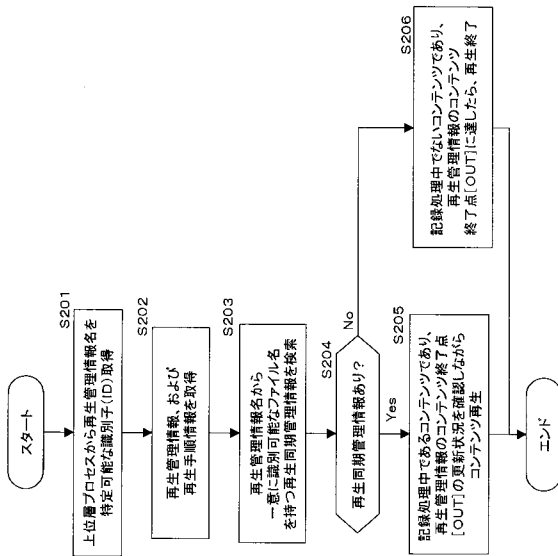 スタート
S201
上位層プロセスから再生管理情報名を
特定可能な識別子(ID)取得
S202
再生管理情報、および
再生手順情報を取得
S203
再生管理情報名から
一意に識別可能なファイル名
を持つ再生同期管理情報を検索
S204
再生同期管理情報あり?
Yes
No
S205
記録処理中であるコンテンツであり、
再生管理情報のコンテンツ終了点
[OUT]の更新状況を確認しながら
コンテンツ再生
S206
記録処理中でないコンテンツであり、
再生管理情報のコンテンツ
終了点[OUT]に達したら、再生終了
エンド